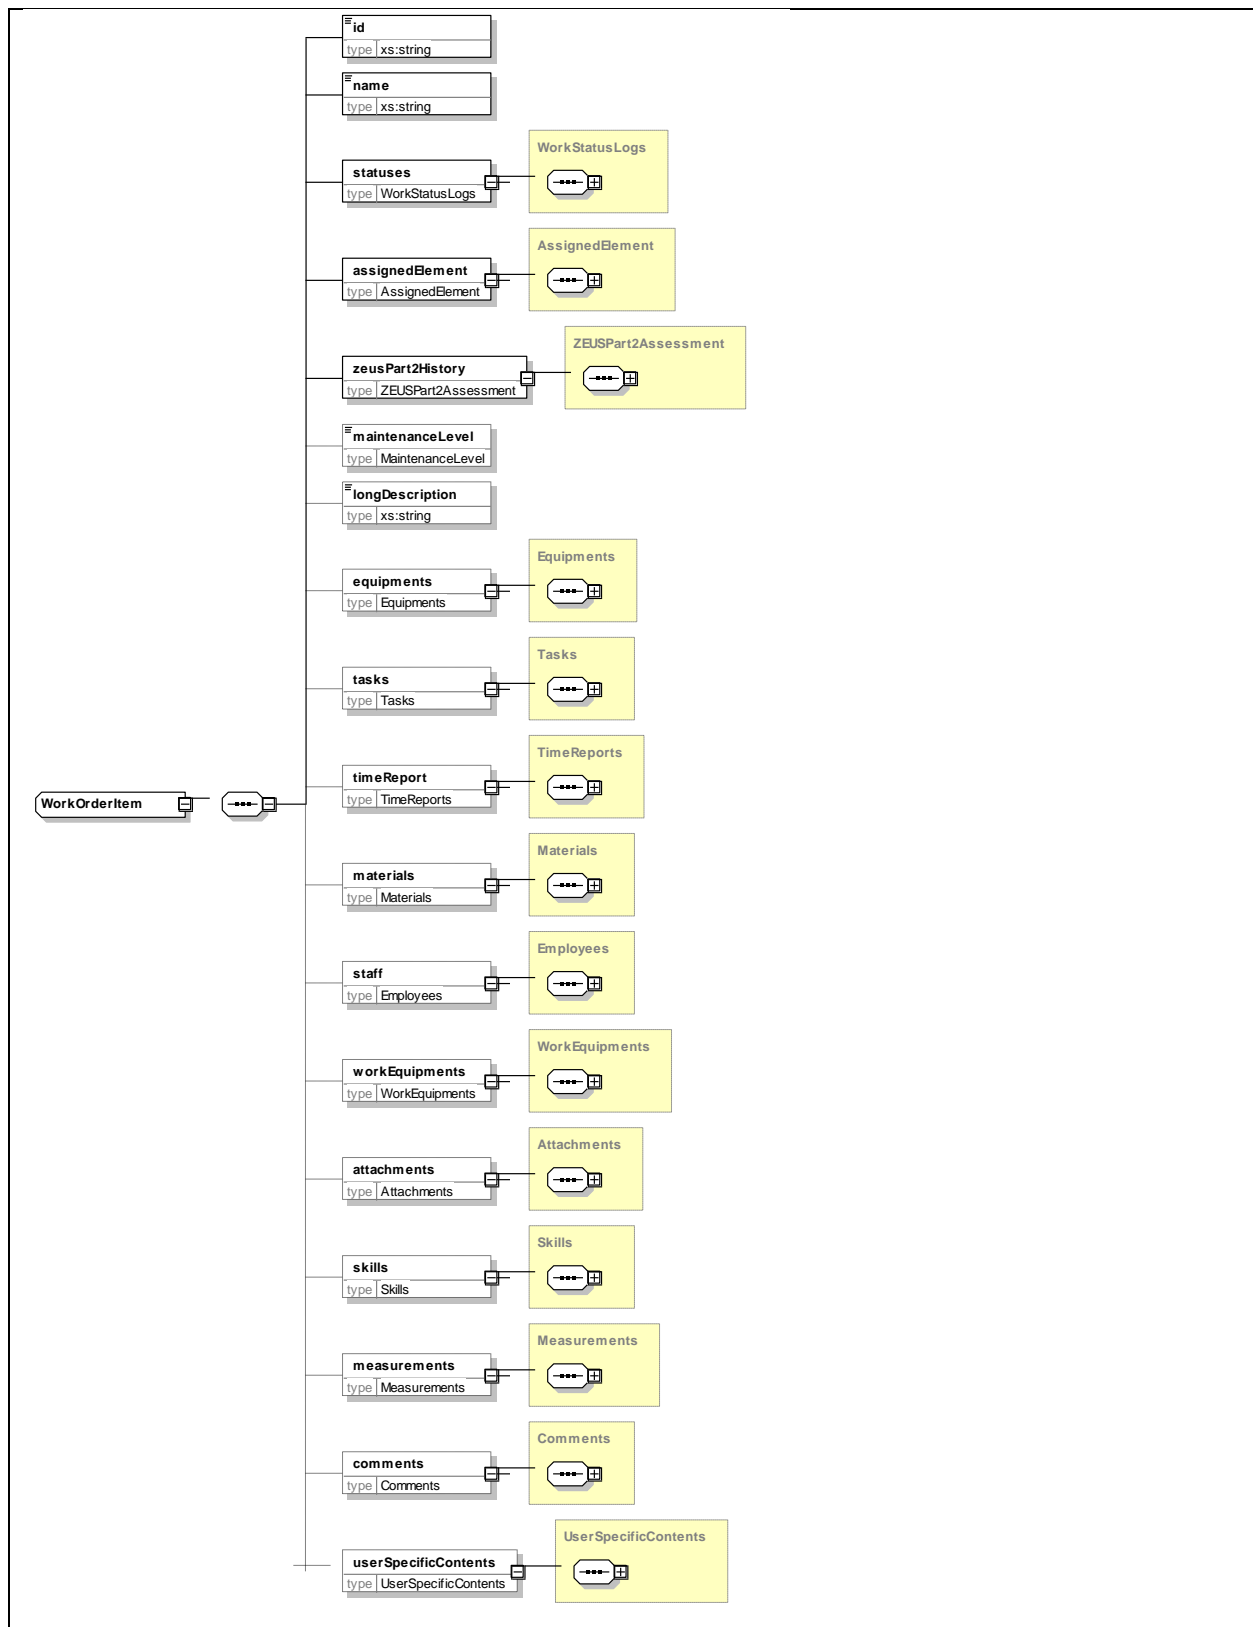 id
type xs:string
name
type xs:string
WorkStatusLogs
statuses
type WorkStatusLogs
AssignedElement
assignedElement
type AssignedElement
ZEUSPart2Assessment
zeusPart2History
type ZEUSPart2Assessment
maintenanceLevel
type MaintenanceLevel
longDescription
type xs:string
Equipments
equipments
type Equipments
Tasks
tasks
type Tasks
TimeReports
timeReport
type TimeReports
WorkOrderItem
Materials
materials
type Materials
Employees
staff
type Employees
WorkEquipments
workEquipments
type WorkEquipments
Attachments
attachments
type Attachments
Skills
skills
type Skills
Measurements
measurements
type Measurements
Comments
comments
type Comments
UserSpecificContents
userSpecificContents
type UserSpecificContents